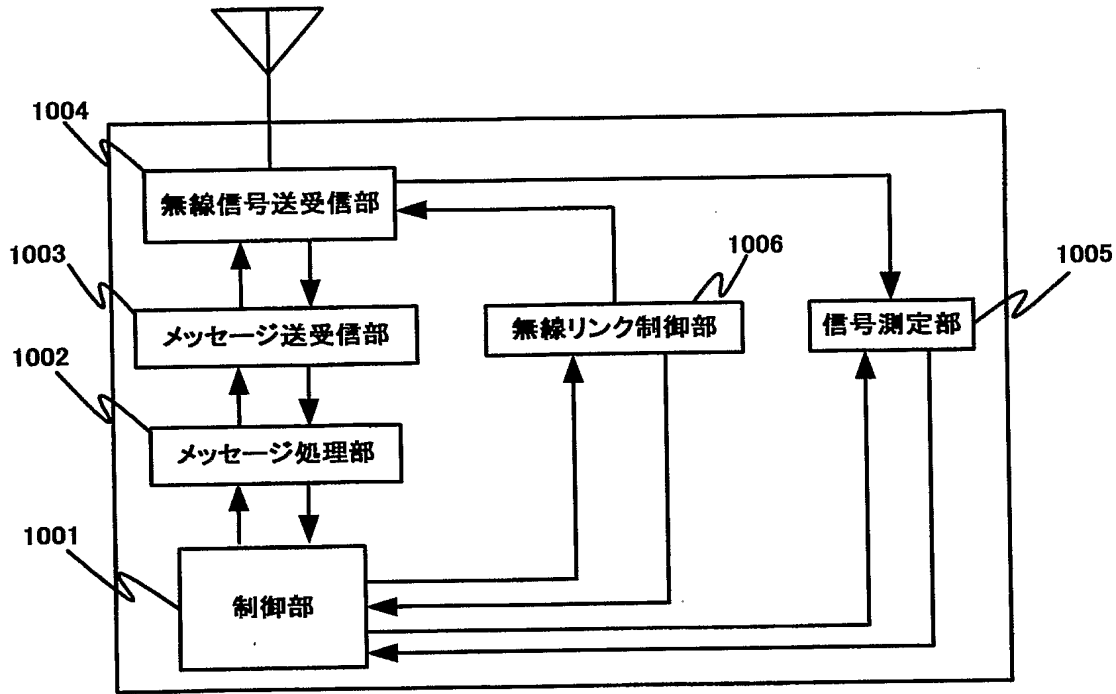 1004
無線信号送受信部
1003
1006
1005
メッセージ送受信部
無線リンク制御部
信号測定部
1002
メッセージ処理部
1001
制御部